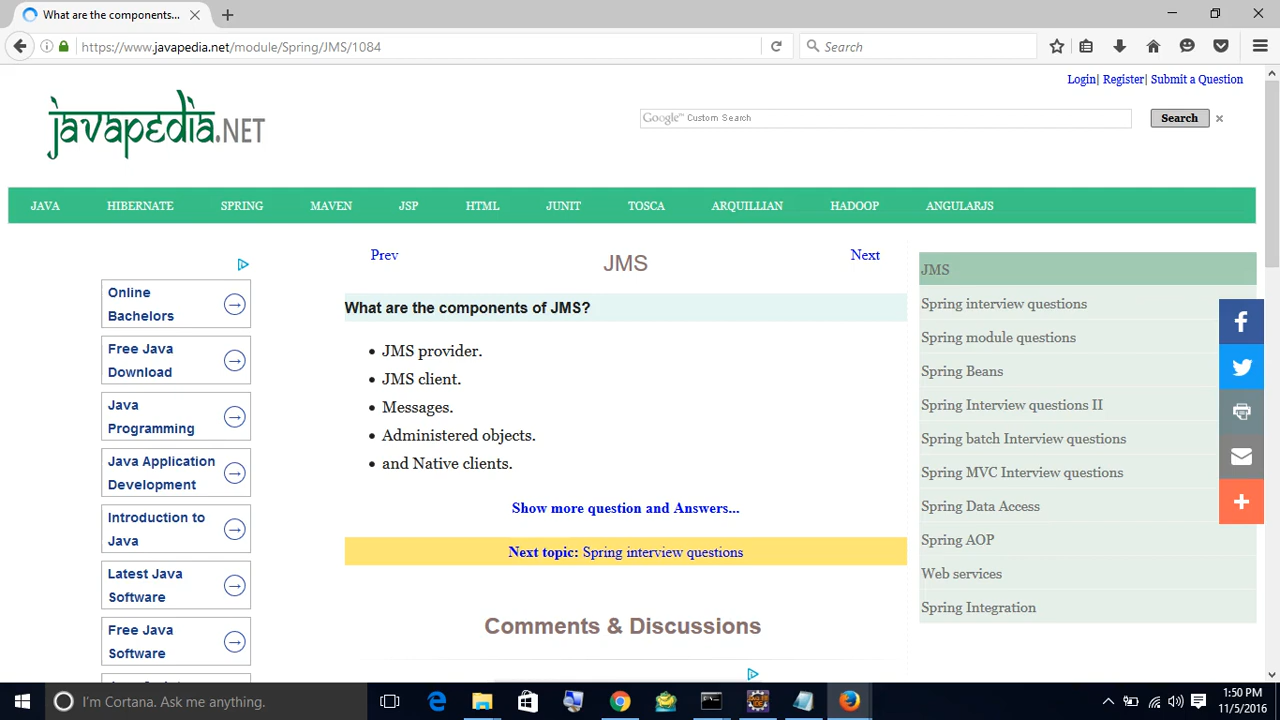 What are the components...
https://www.javapedia.net/module/Spring/JMS/1084
Search
Login| Register| Submit a Question
javapedia.NET
Google™ Custom Search
Search
JAVA HIBERNATE SPRING MAVEN JSP HTML JUNIT TOSCA ARQUILLIAN HADOOP ANGULARJS
Online
Bachelors
Free Java
Download
Java
Programming
Java Application
Development
Introduction to
Java
Latest Java
Software
Free Java
Software
Prev
JMS
Next
What are the components of JMS?
• JMS provider.
• JMS client.
• Messages.
• Administered objects.
• and Native clients.
Show more question and Answers...
Next topic: Spring interview questions
Comments & Discussions
JMS
Spring interview questions
Spring module questions
Spring Beans
Spring Interview questions II
Spring batch Interview questions
Spring MVC Interview questions
Spring Data Access
Spring AOP
Web services
Spring Integration
I'm Cortana. Ask me anything.
1:50 PM
11/5/2016